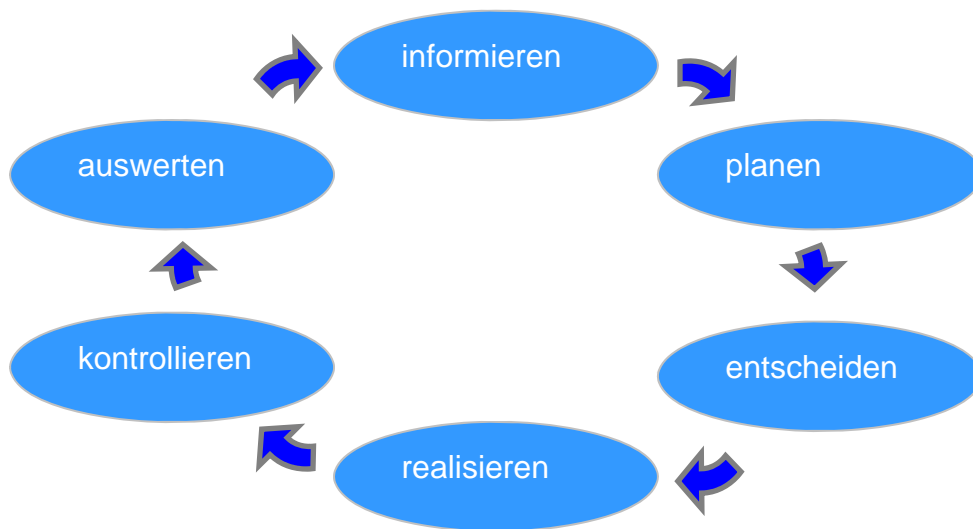 informieren
planen
entscheiden
realisieren
kontrollieren
auswerten